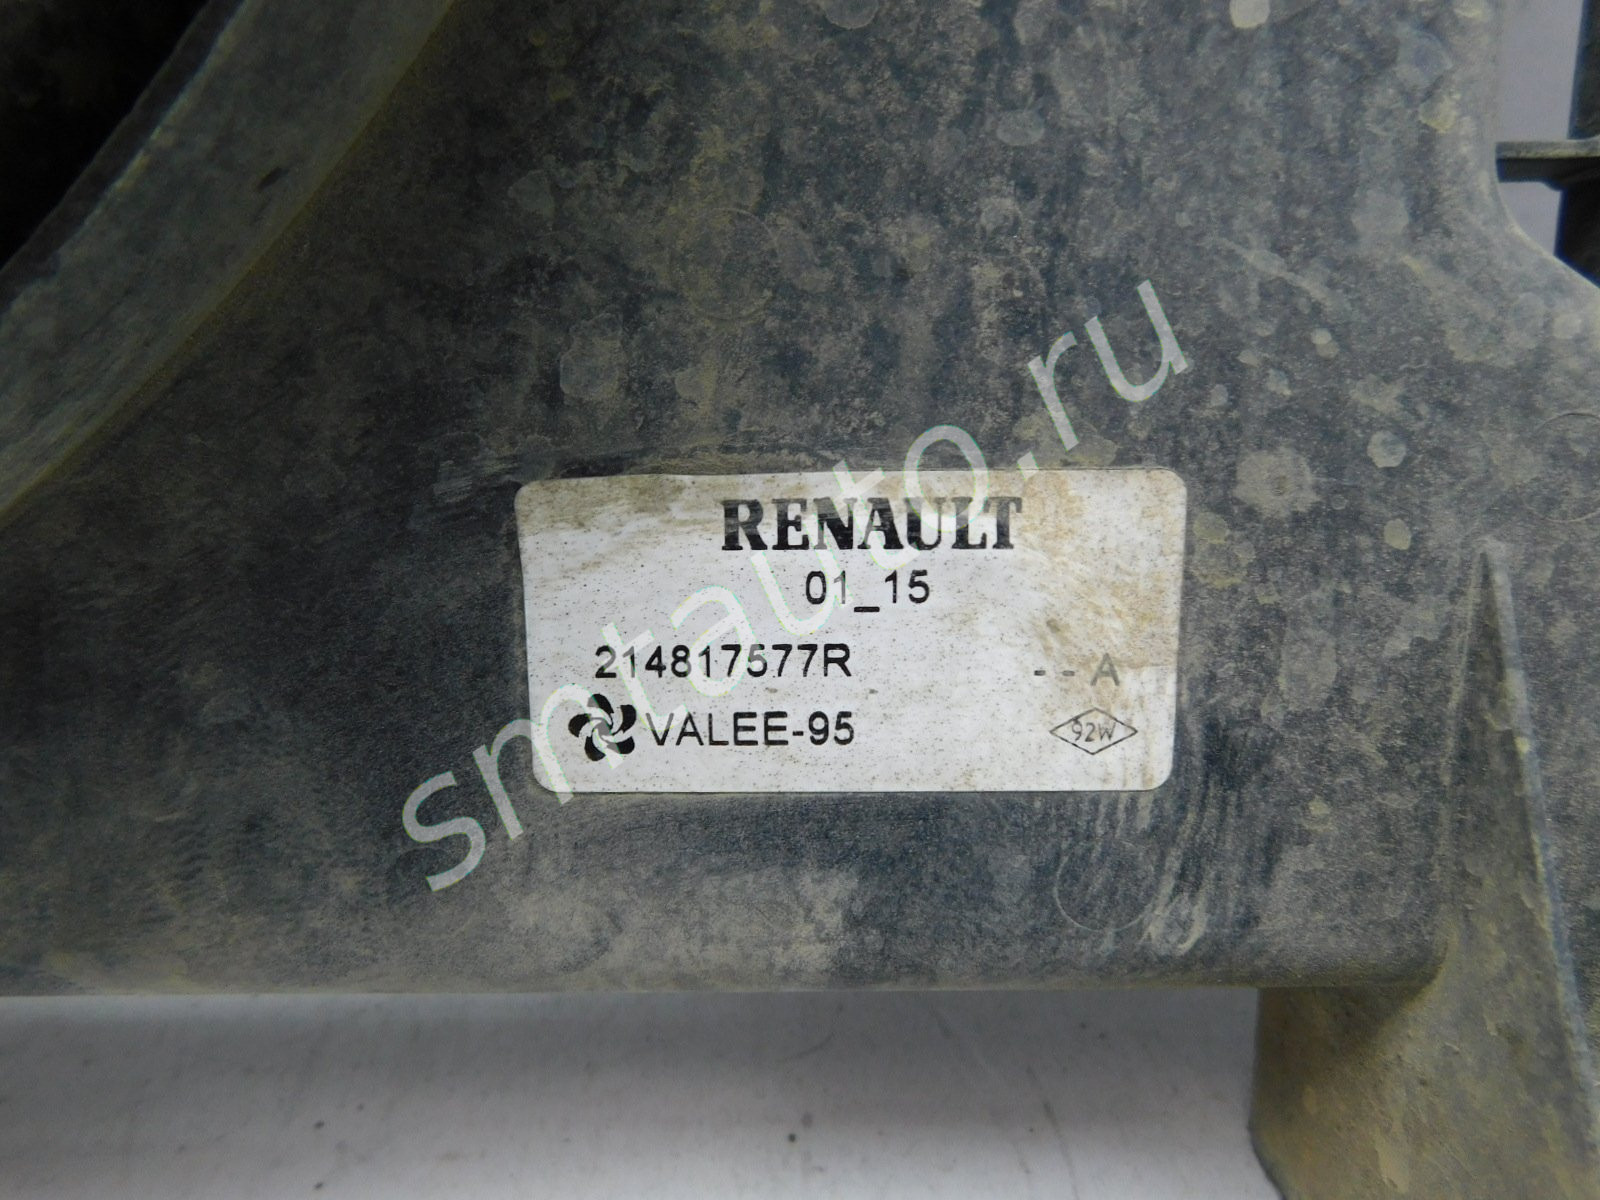 RENAULT
01_15
214817577R -- A
VALEE-95 92W
smtauto.ru